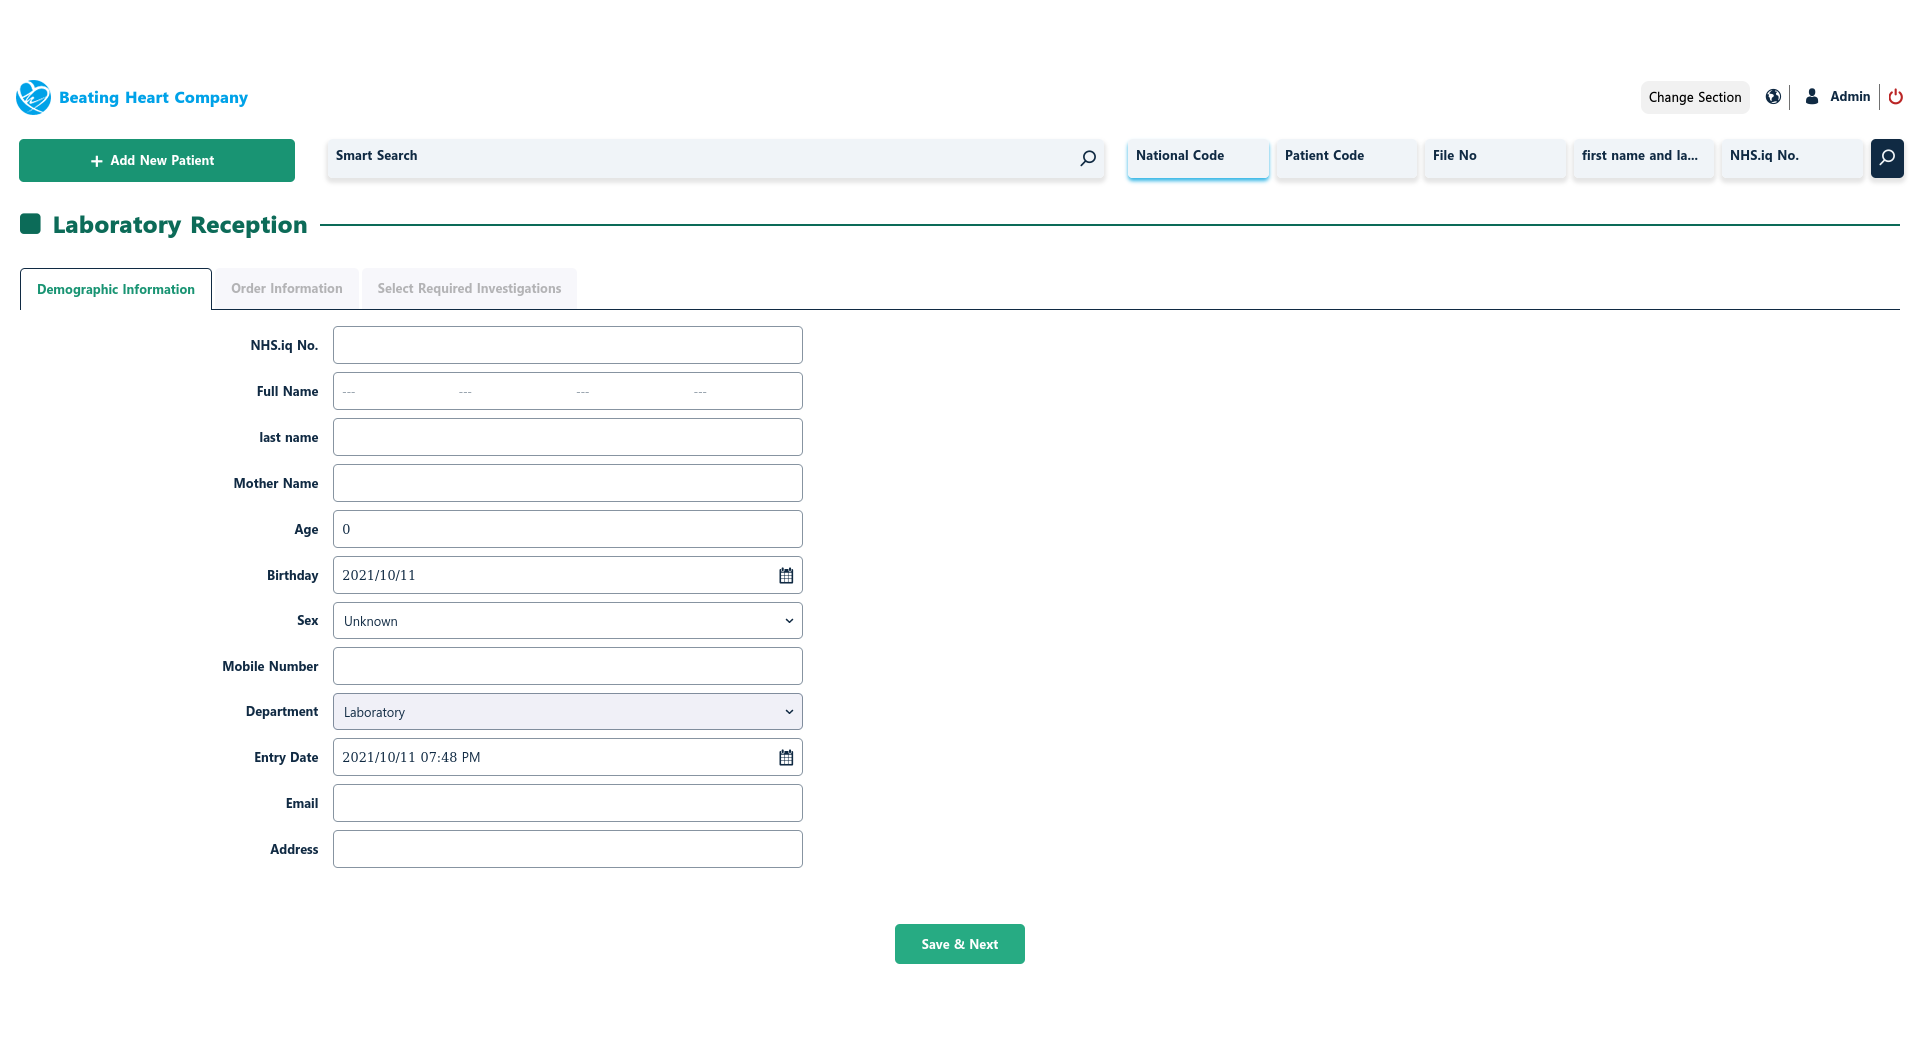 Beating Heart Company
Change Section
Admin
Add New Patient
Smart Search
National Code
Patient Code
File No
first name and la...
NHS.iq No.
Laboratory Reception
Demographic Information
Order Information
Select Required Investigations
NHS.iq No.
Full Name --- --- --- ---
last name
Mother Name
Age 0
Birthday 2021/10/11
Sex Unknown
Mobile Number
Department Laboratory
Entry Date 2021/10/11 07:48 PM
Email
Address
Save & Next